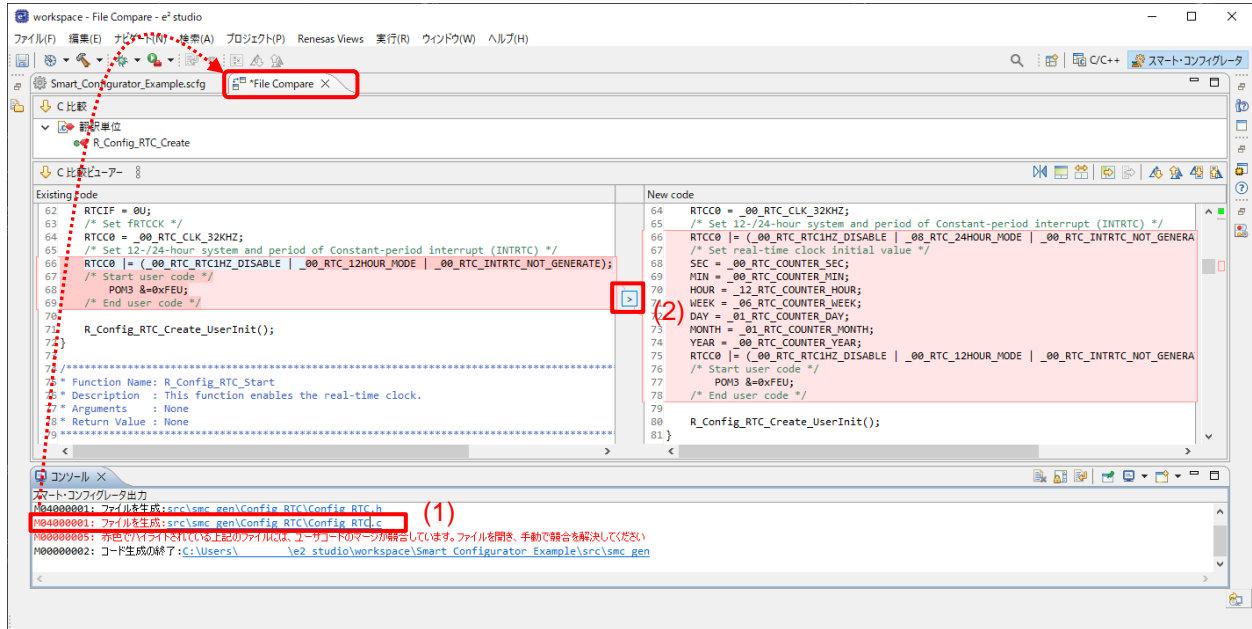 workspace - File Compare - e² studio
ファイル(F) 編集(E) ナビゲート(N) 検索(A) プロジェクト(P) Renesas Views 実行(R) ウィンドウ(W) ヘルプ(H)
C/C++ スマート・コンフィグレータ
Smart_Configurator_Example.scfg *File Compare
C 比較
翻訳単位
R_Config_RTC_Create
C 比較ビューアー
Existing code
62 RTCIF = 0U;
63 /* Set fRTCCK */
64 RTCC0 = _00_RTC_CLK_32KHZ;
65 /* Set 12-/24-hour system and period of Constant-period interrupt (INTRTC) */
66 RTCC0 |= (_00_RTC_RTC1HZ_DISABLE | _00_RTC_12HOUR_MODE | _00_RTC_INTRTC_NOT_GENERATE);
67 /* Start user code */
68 POM3 &=0xFEU;
69 /* End user code */
70
71 R_Config_RTC_Create_UserInit();
72 }
73
74 /************************************************************
75 * Function Name: R_Config_RTC_Start
76 * Description : This function enables the real-time clock.
77 * Arguments : None
78 * Return Value : None
79 ************************************************************
>
(2)
New code
64 RTCC0 = _00_RTC_CLK_32KHZ;
65 /* Set 12-/24-hour system and period of Constant-period interrupt (INTRTC) */
66 RTCC0 |= (_00_RTC_RTC1HZ_DISABLE | _08_RTC_24HOUR_MODE | _00_RTC_INTRTC_NOT_GENERA
67 /* Set real-time clock initial value */
68 SEC = _00_RTC_COUNTER_SEC;
69 MIN = _00_RTC_COUNTER_MIN;
70 HOUR = _12_RTC_COUNTER_HOUR;
71 WEEK = _06_RTC_COUNTER_WEEK;
72 DAY = _01_RTC_COUNTER_DAY;
73 MONTH = _01_RTC_COUNTER_MONTH;
74 YEAR = _00_RTC_COUNTER_YEAR;
75 RTCC0 |= (_00_RTC_RTC1HZ_DISABLE | _00_RTC_12HOUR_MODE | _00_RTC_INTRTC_NOT_GENERA
76 /* Start user code */
77 POM3 &=0xFEU;
78 /* End user code */
79
80 R_Config_RTC_Create_UserInit();
81 }
コンソール
スマート・コンフィグレータ出力
M04000001: ファイルを生成:src\smc_gen\Config_RTC\Config_RTC.h
M04000001: ファイルを生成:src\smc_gen\Config_RTC\Config_RTC.c
(1)
M00000005: 赤色でハイライトされている上記のファイルには、ユーザコードのマージが競合しています。ファイルを開き、手動で競合を解決してください
M00000002: コード生成の終了:C:\Users\ \e2_studio\workspace\Smart_Configurator_Example\src\smc_gen